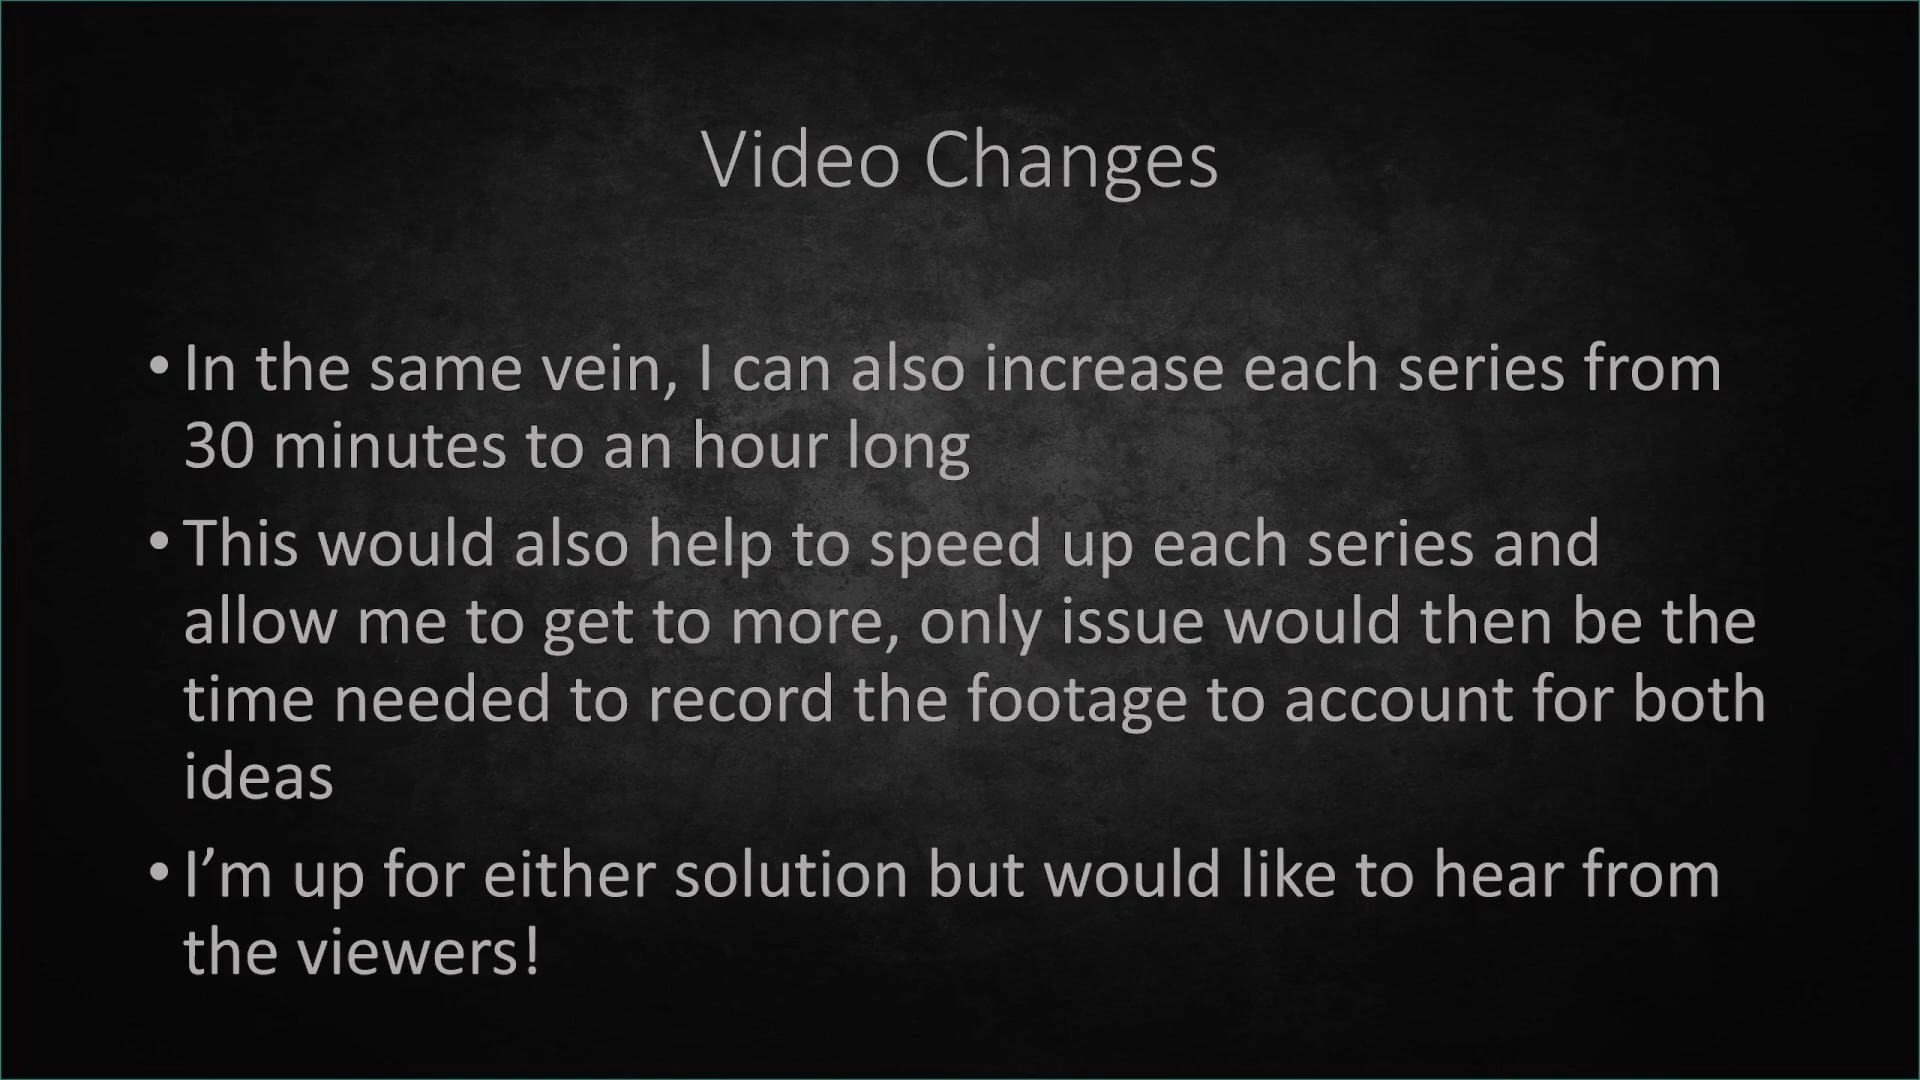 Video Changes
• In the same vein, I can also increase each series from
30 minutes to an hour long
• This would also help to speed up each series and
allow me to get to more, only issue would then be the
time needed to record the footage to account for both
ideas
• I’m up for either solution but would like to hear from
the viewers!